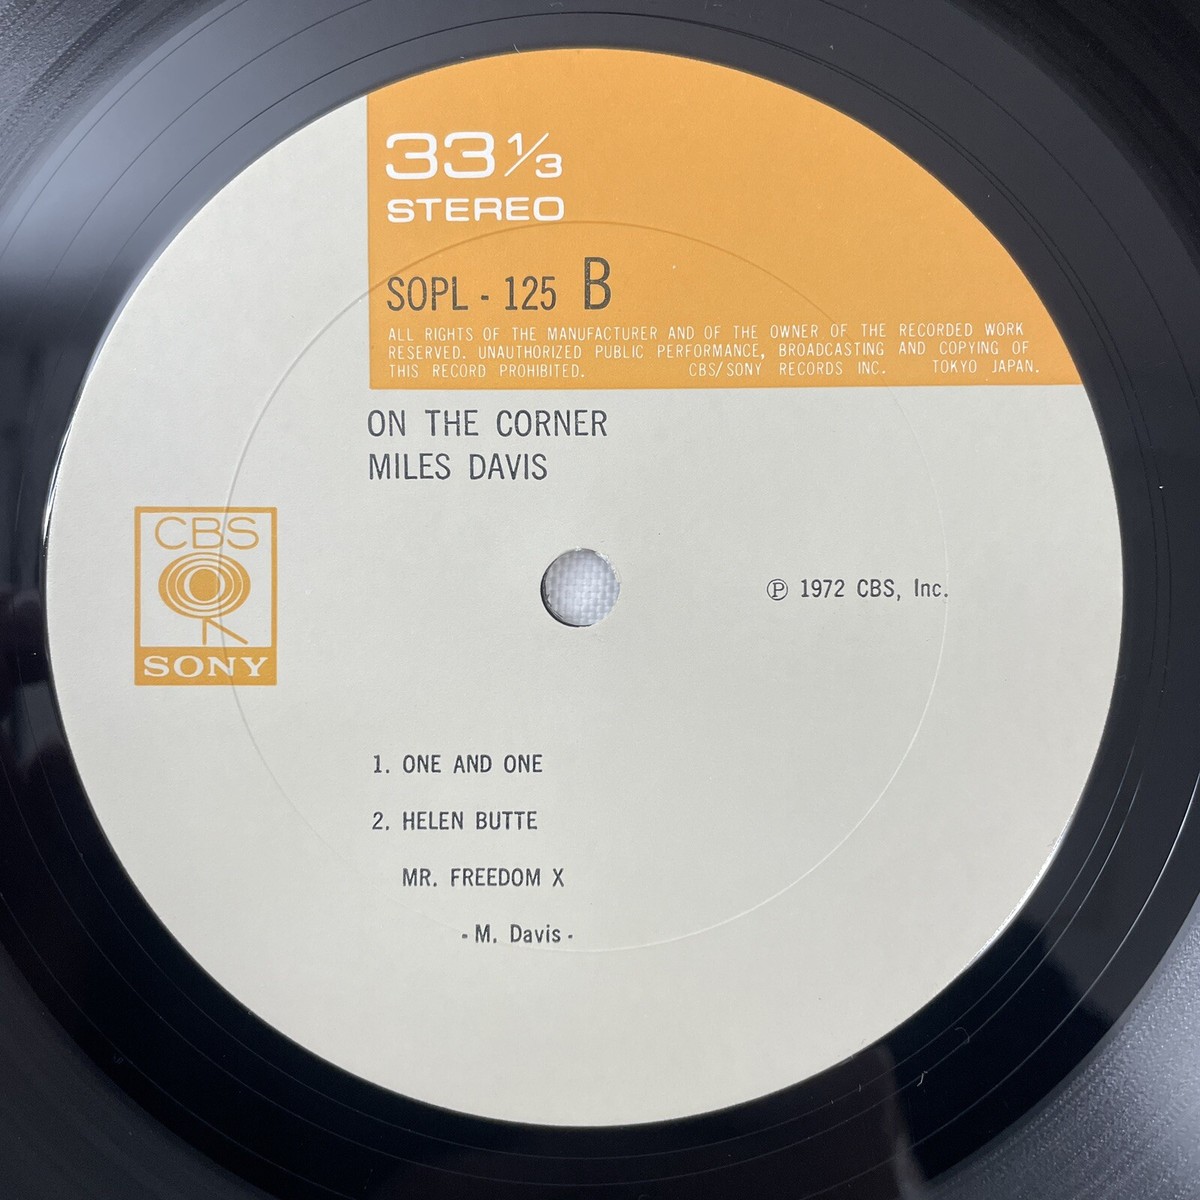 33 1/3
STEREO
SOPL - 125 B
ALL RIGHTS OF THE MANUFACTURER AND OF THE OWNER OF THE RECORDED WORK
RESERVED. UNAUTHORIZED PUBLIC PERFORMANCE, BROADCASTING AND COPYING OF
THIS RECORD PROHIBITED. CBS/SONY RECORDS INC. TOKYO JAPAN.
ON THE CORNER
MILES DAVIS
CBS
SONY
Ⓟ 1972 CBS, Inc.
1. ONE AND ONE
2. HELEN BUTTE
MR. FREEDOM X
- M. Davis -